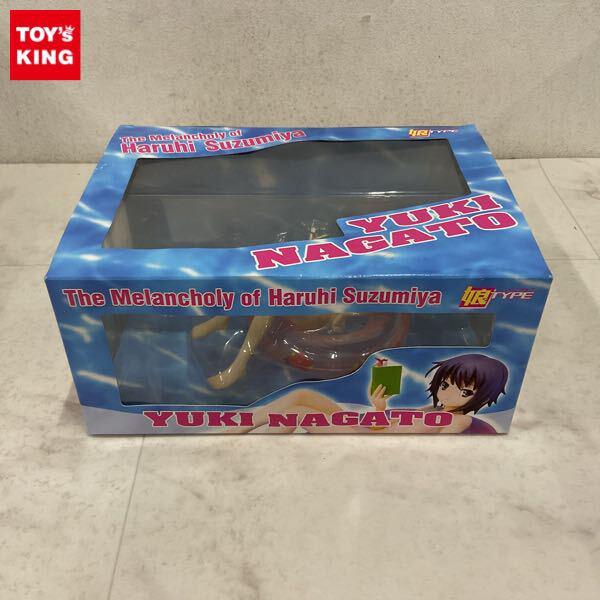 TOY's
KING
The Melancholy of
Haruhi Suzumiya
娘TYPE
YUKI
NAGATO
The Melancholy of Haruhi Suzumiya
娘TYPE
YUKI NAGATO